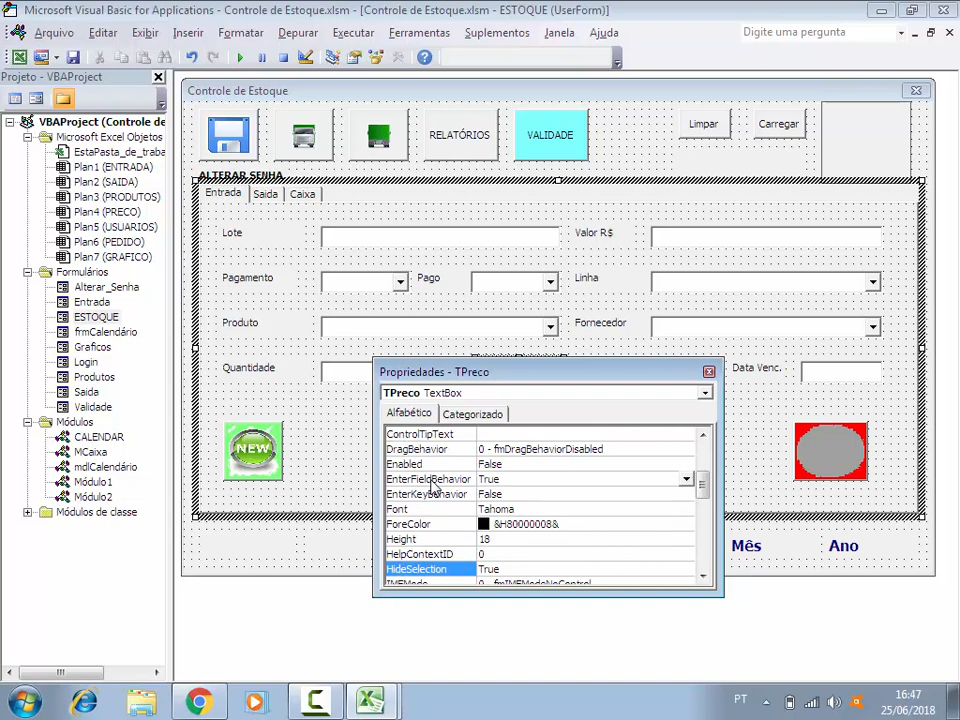 Microsoft Visual Basic for Applications - Controle de Estoque.xlsm - [Controle de Estoque.xlsm - ESTOQUE (UserForm)]
Arquivo Editar Exibir Inserir Formatar Depurar Executar Ferramentas Suplementos Janela Ajuda
Digite uma pergunta
Projeto - VBAProject
VBAProject (Controle de
Microsoft Excel Objetos
EstaPasta_de_traba
Plan1 (ENTRADA)
Plan2 (SAIDA)
Plan3 (PRODUTOS)
Plan4 (PRECO)
Plan5 (USUARIOS)
Plan6 (PEDIDO)
Plan7 (GRAFICO)
Formulários
Alterar_Senha
Entrada
ESTOQUE
frmCalendário
Graficos
Login
Produtos
Saida
Validade
Módulos
CALENDAR
MCaixa
mdlCalendário
Módulo1
Módulo2
Módulos de classe
Controle de Estoque
RELATÓRIOS
VALIDADE
Limpar
Carregar
ALTERAR SENHA
Entrada Saida Caixa
Lote
Valor R$
Pagamento
Pago
Linha
Produto
Fornecedor
Quantidade
Data Venc.
NEW
Mês
Ano
Propriedades - TPreco
TPreco TextBox
Alfabético Categorizado
ControlTipText
DragBehavior 0 - fmDragBehaviorDisabled
Enabled False
EnterFieldBehavior True
EnterKeyBehavior False
Font Tahoma
ForeColor &H80000008&
Height 18
HelpContextID 0
HideSelection True
IMEMode 0 - fmIMEModeNoControl
PT
16:47
25/06/2018